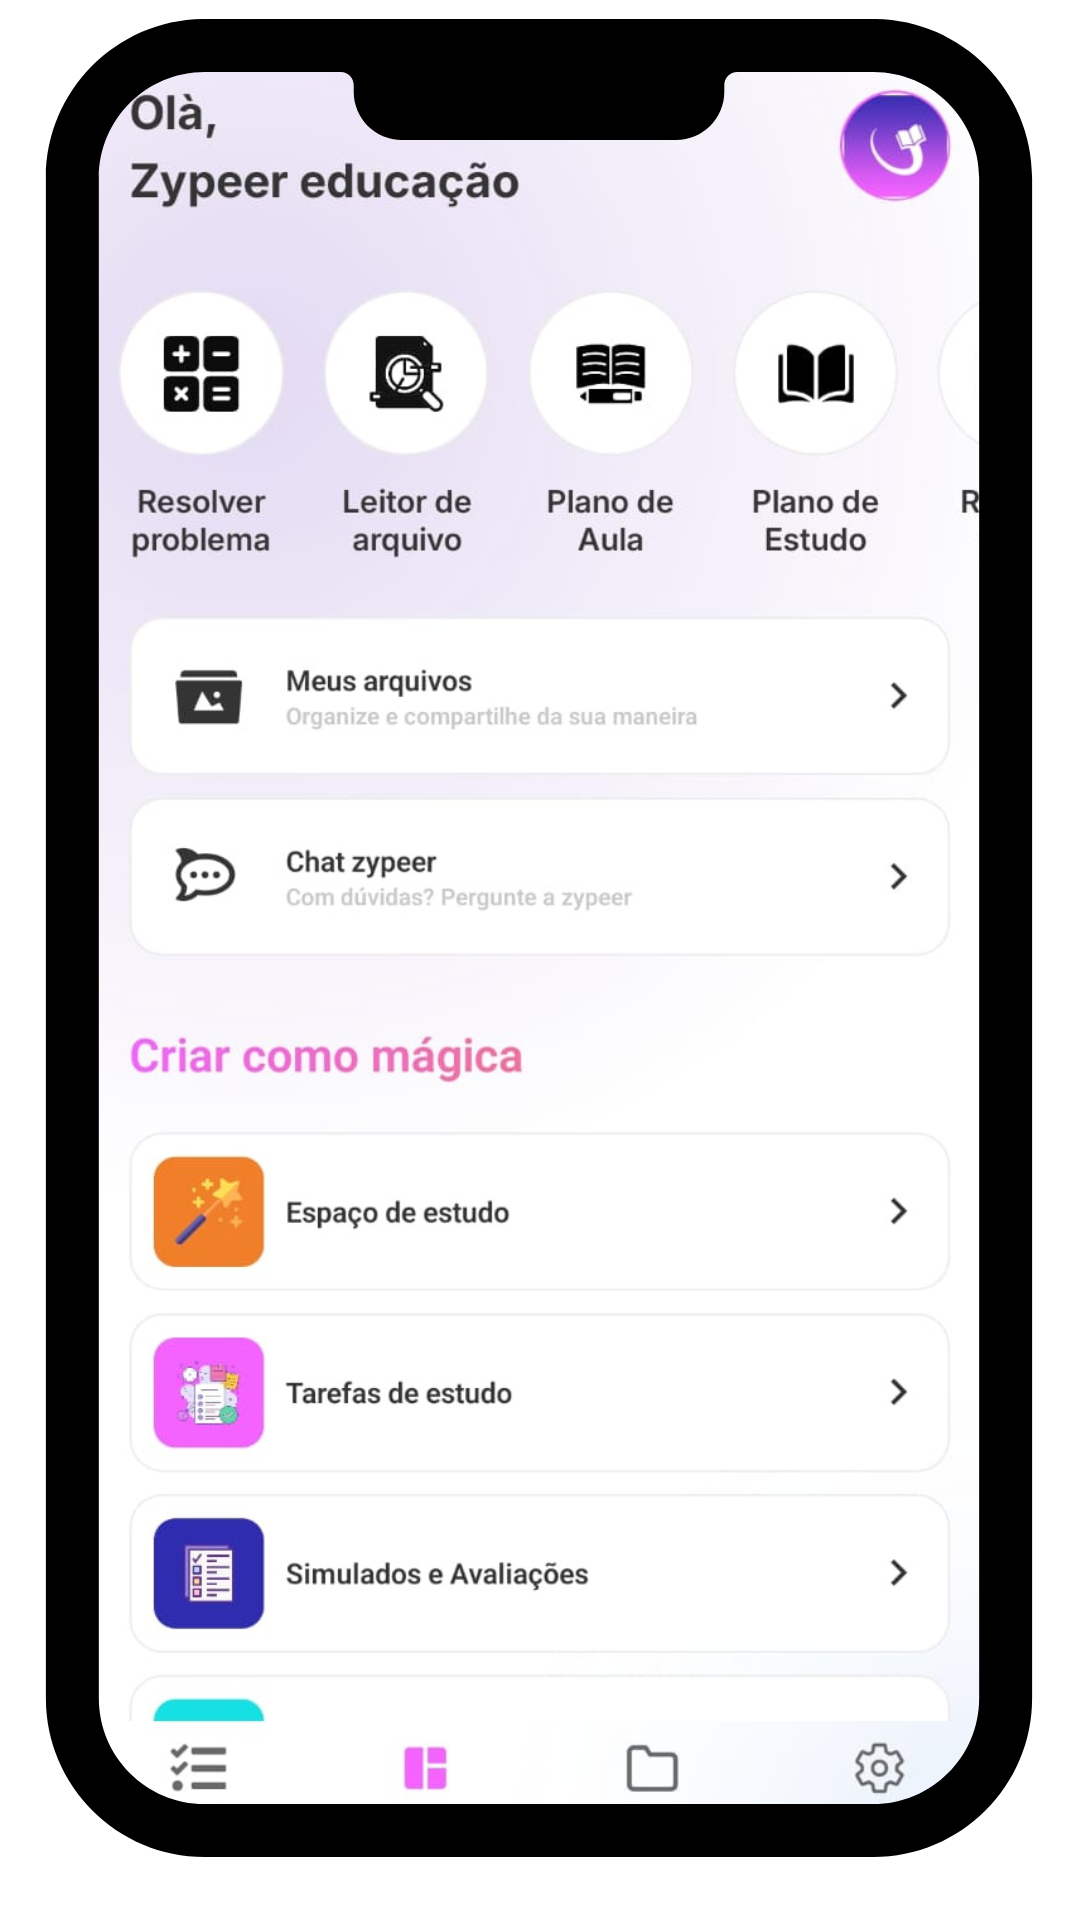 Olà,
Zypeer educação
Resolver
problema
Leitor de
arquivo
Plano de
Aula
Plano de
Estudo
R
Meus arquivos
Organize e compartilhe da sua maneira
Chat zypeer
Com dúvidas? Pergunte a zypeer
Criar como mágica
Espaço de estudo
Tarefas de estudo
Simulados e Avaliações